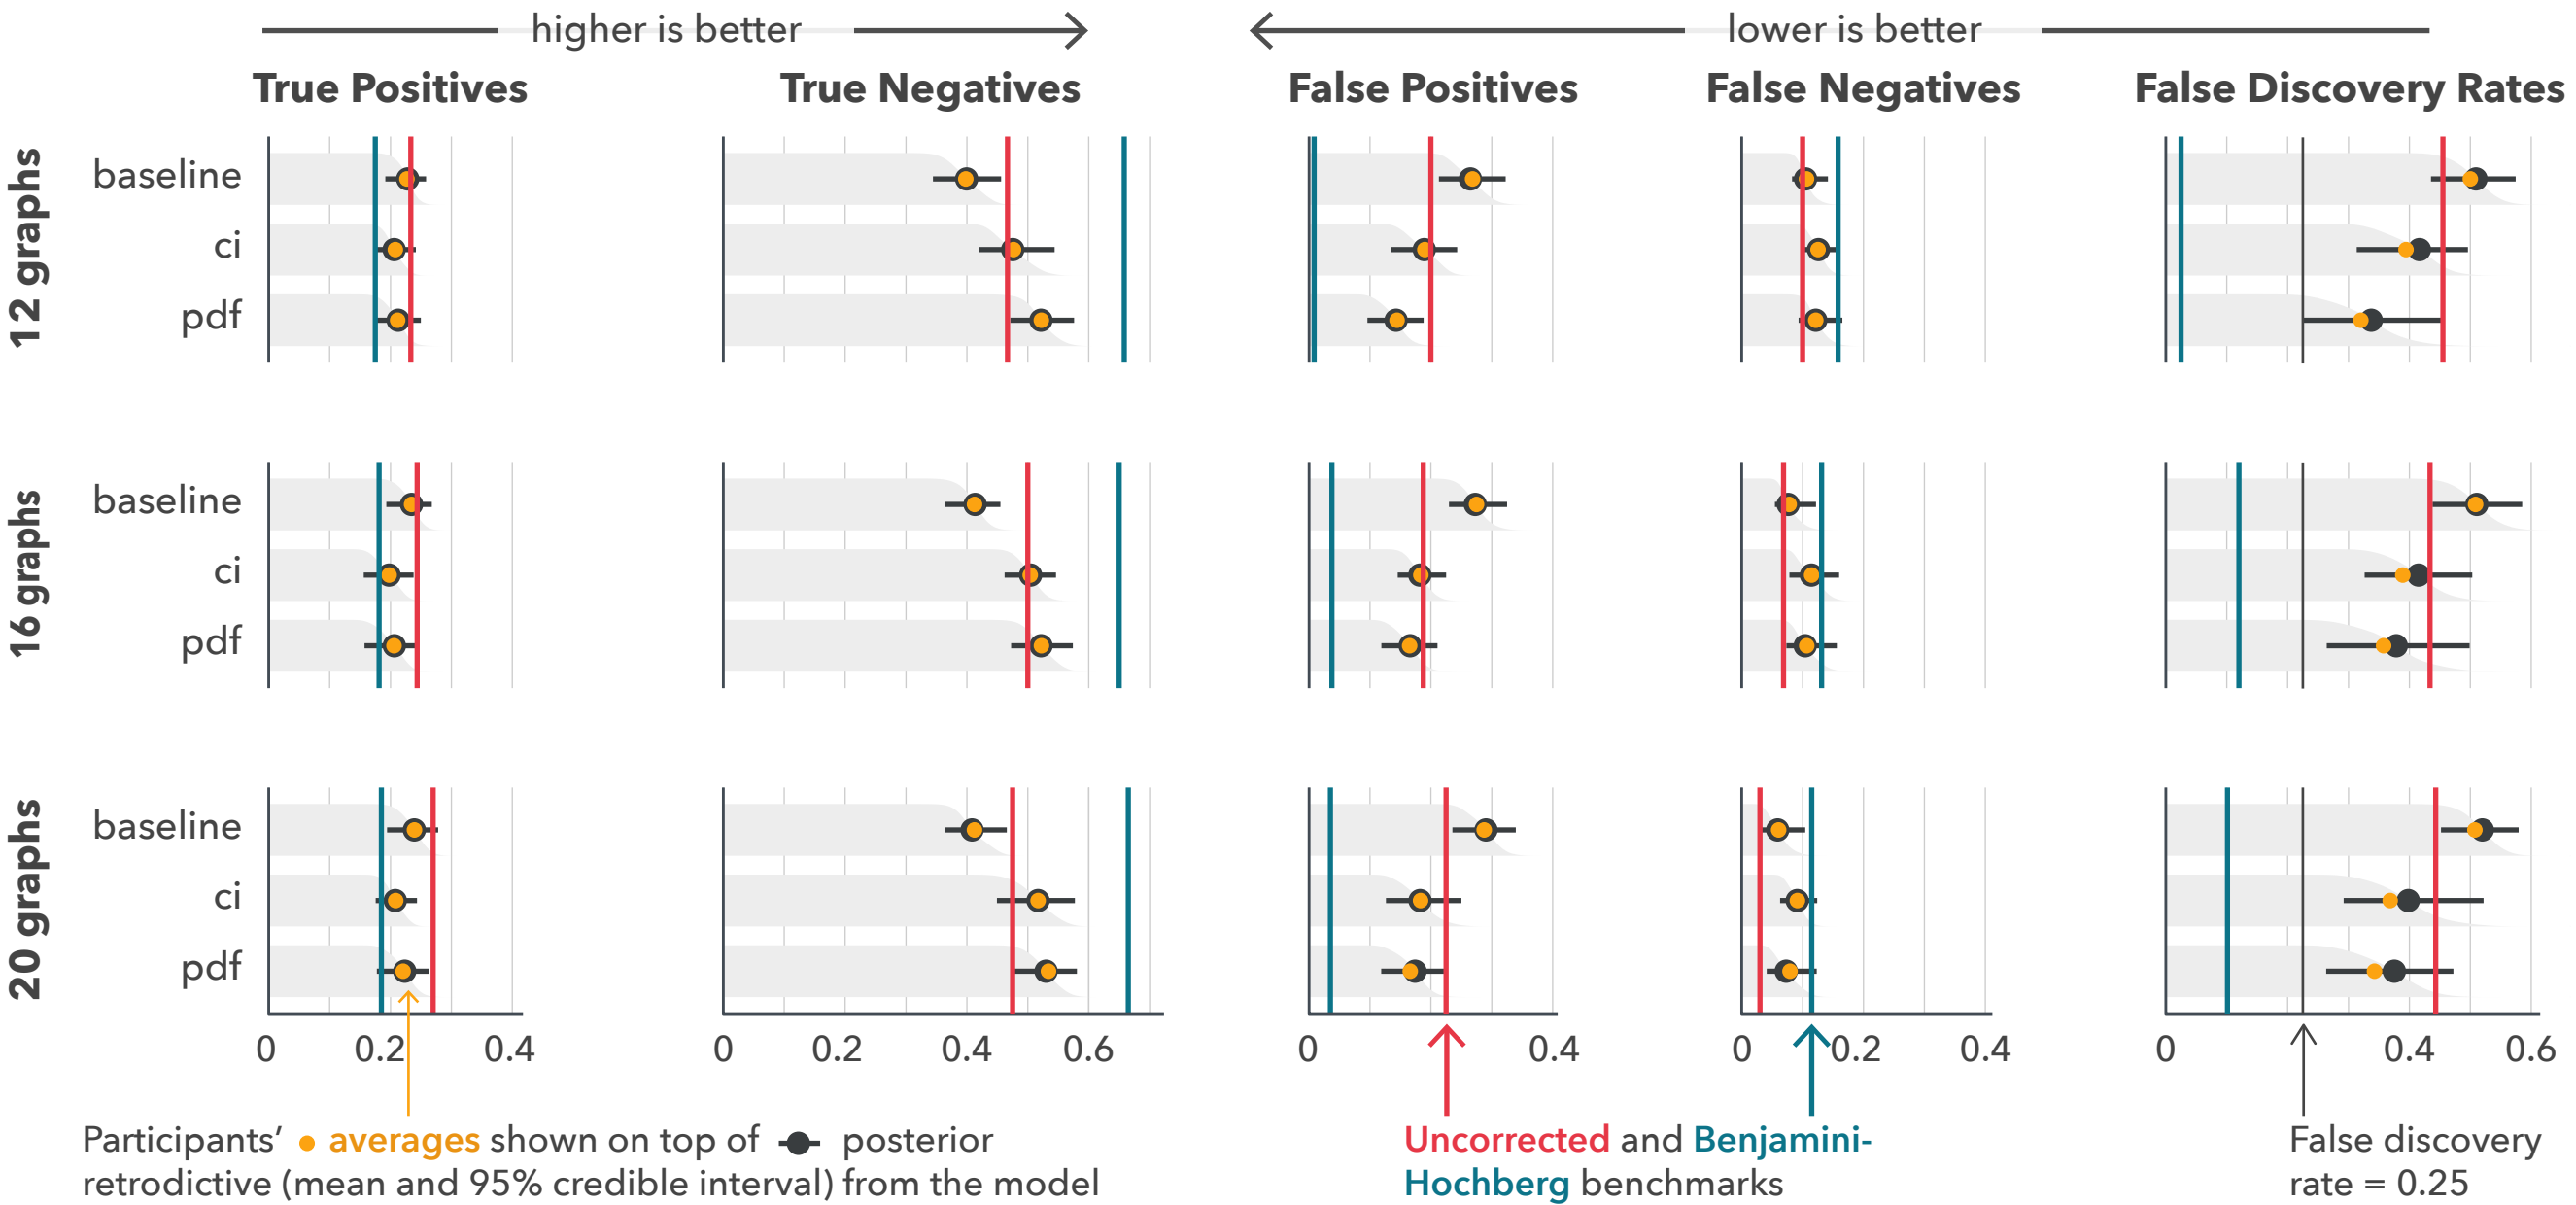 higher is better
lower is better
True Positives
True Negatives
False Positives
False Negatives
False Discovery Rates
12 graphs
baseline
ci
pdf
16 graphs
baseline
ci
pdf
20 graphs
baseline
ci
pdf
0 0.2 0.4
0 0.2 0.4 0.6
0 0.4
0 0.2 0.4
0 0.4 0.6
Participants’ averages shown on top of posterior
retrodictive (mean and 95% credible interval) from the model
Uncorrected and Benjamini-
Hochberg benchmarks
False discovery
rate = 0.25